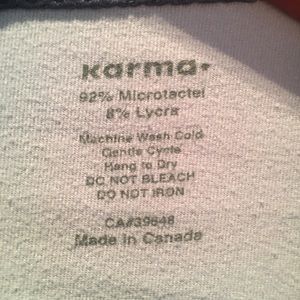 karma
92% Microtactel
8% Lycra
Machine Wash Cold
Gentle Cycle
Hang to Dry
DO NOT BLEACH
DO NOT IRON
CA#39648
Made in Canada